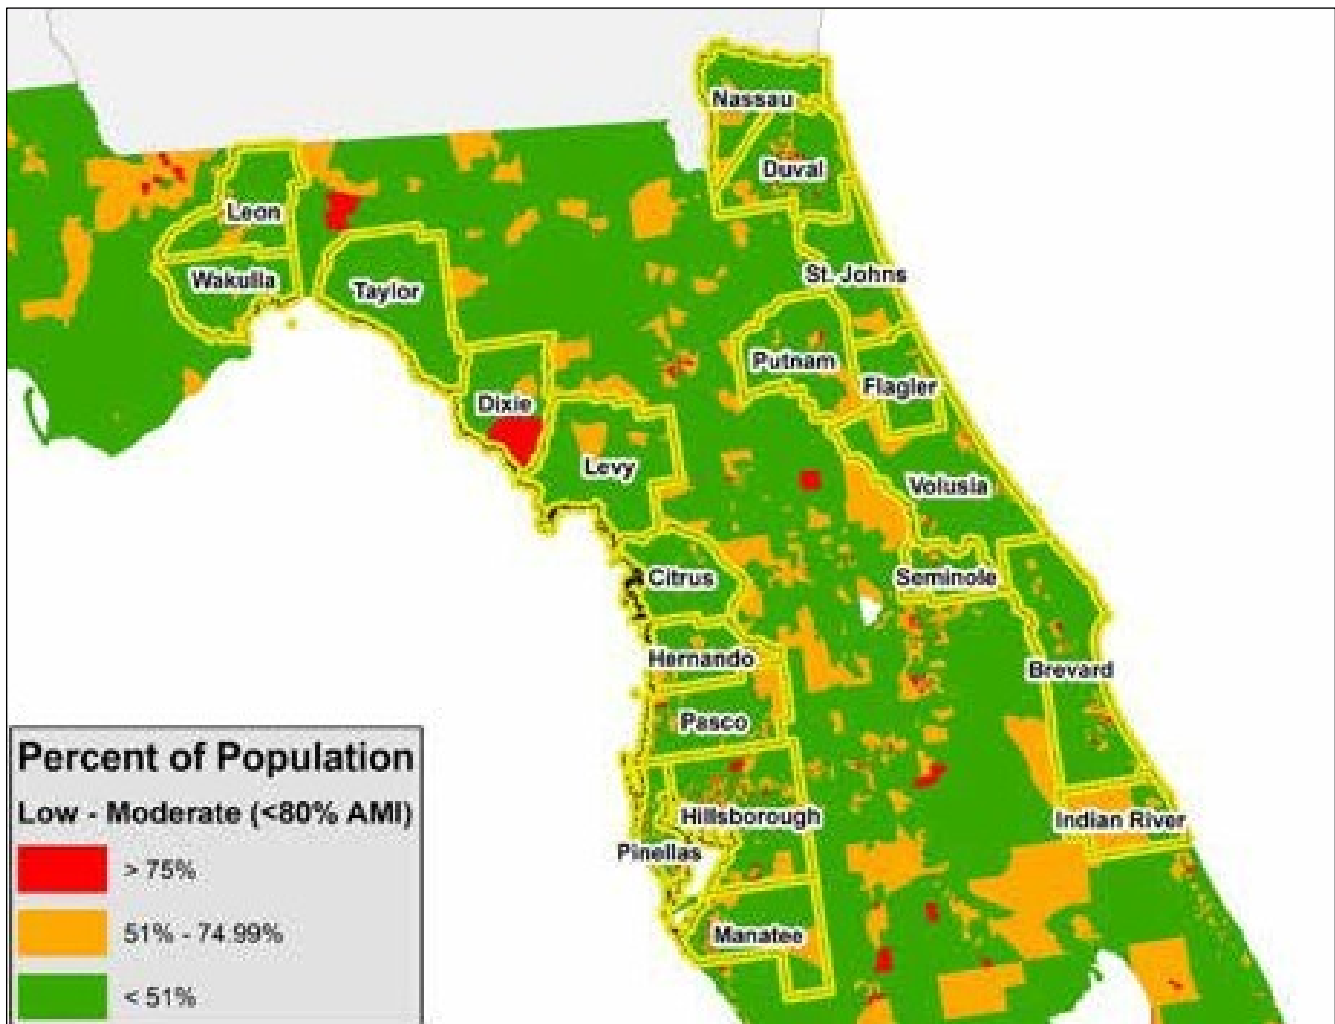 Nassau
Duval
Leon
St. Johns
Wakulla
Taylor
Putnam
Flagler
Dixie
Levy
Volusia
Citrus
Seminole
Hernando
Brevard
Pasco
Percent of Population
Low - Moderate (<80% AMI)
Hillsborough
Indian River
Pinellas
> 75%
51% - 74.99%
Manatee
< 51%